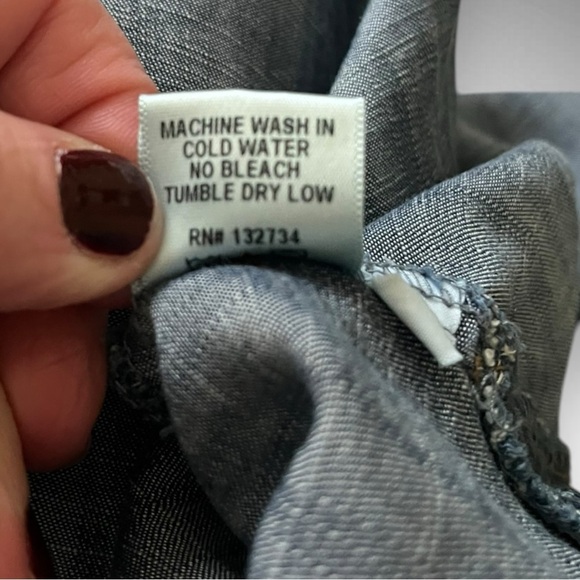 MACHINE WASH IN
COLD WATER
NO BLEACH
TUMBLE DRY LOW
RN# 132734